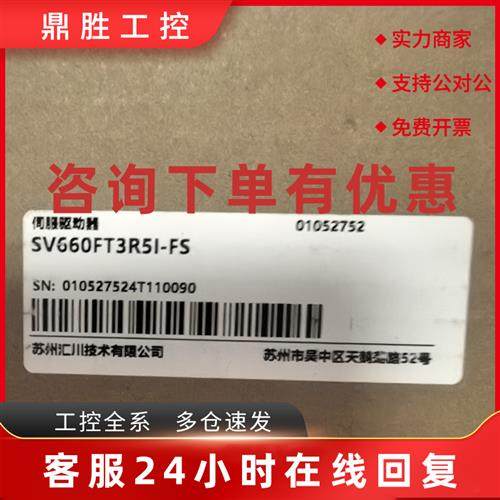 鼎胜工控
实力商家
支持公对公
免费开票
咨询下单有优惠
伺服驱动器 01052752
SV660FT3R5I-FS
SN: 010527524T110090
苏州汇川技术有限公司 苏州市吴中区天鹅荡路52号
工控全系 多仓速发
客服24小时在线回复